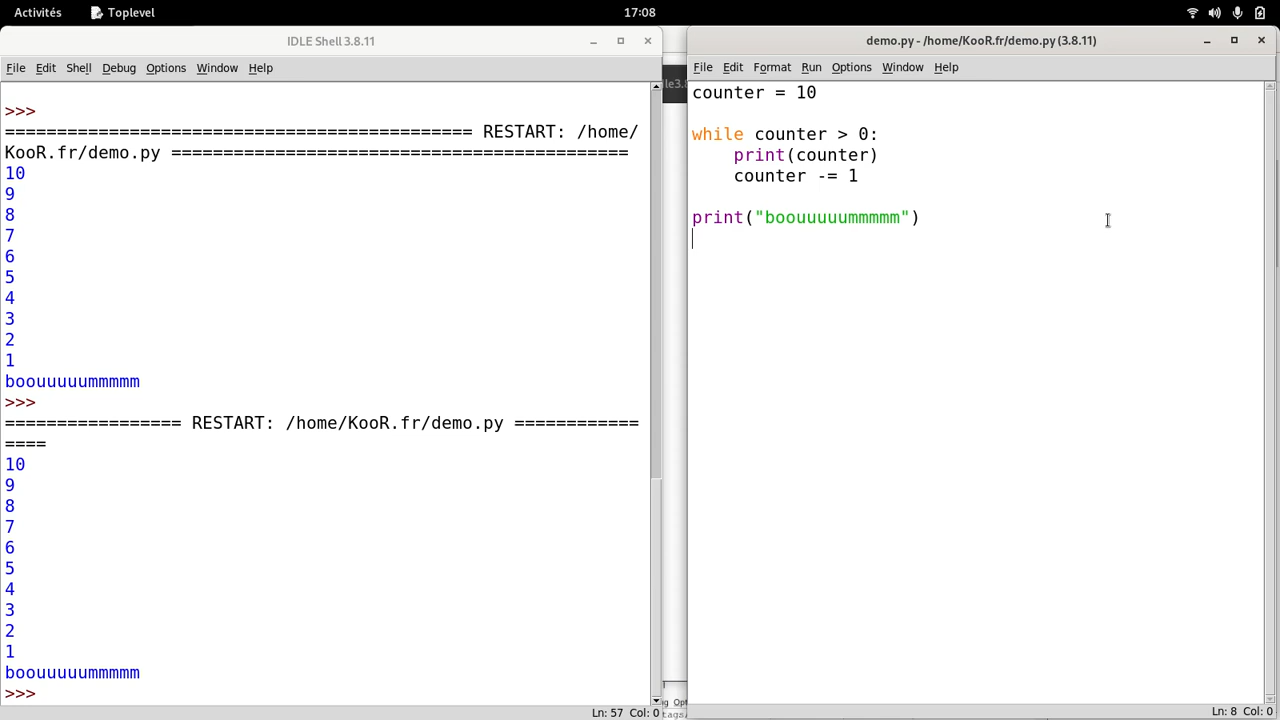 Activités Toplevel 17:08
IDLE Shell 3.8.11
File Edit Shell Debug Options Window Help
>>>
============================================= RESTART: /home/
KooR.fr/demo.py ============================================
10
9
8
7
6
5
4
3
2
1
boouuuuummmmm
>>>
================= RESTART: /home/KooR.fr/demo.py ============
====
10
9
8
7
6
5
4
3
2
1
boouuuuummmmm
>>>
Ln: 57 Col: 0
demo.py - /home/KooR.fr/demo.py (3.8.11)
File Edit Format Run Options Window Help
counter = 10
while counter > 0:
    print(counter)
    counter -= 1
print("boouuuuummmmm")
Ln: 8 Col: 0